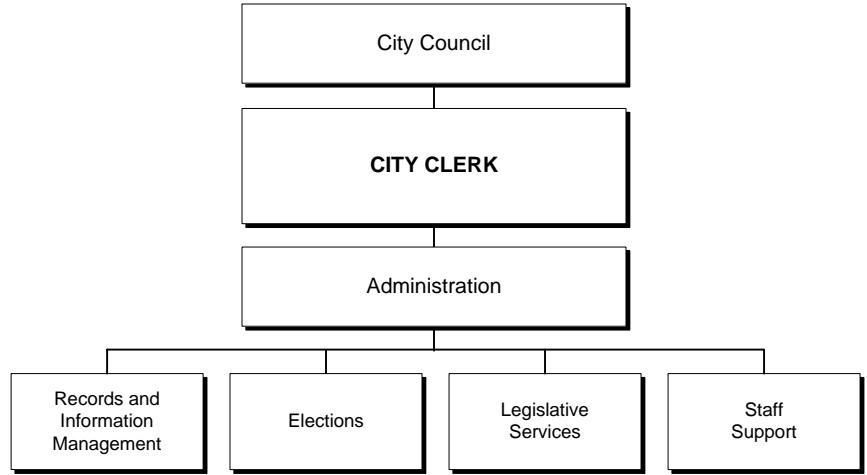 City Council
CITY CLERK
Administration
Records and
Information
Management
Elections
Legislative
Services
Staff
Support